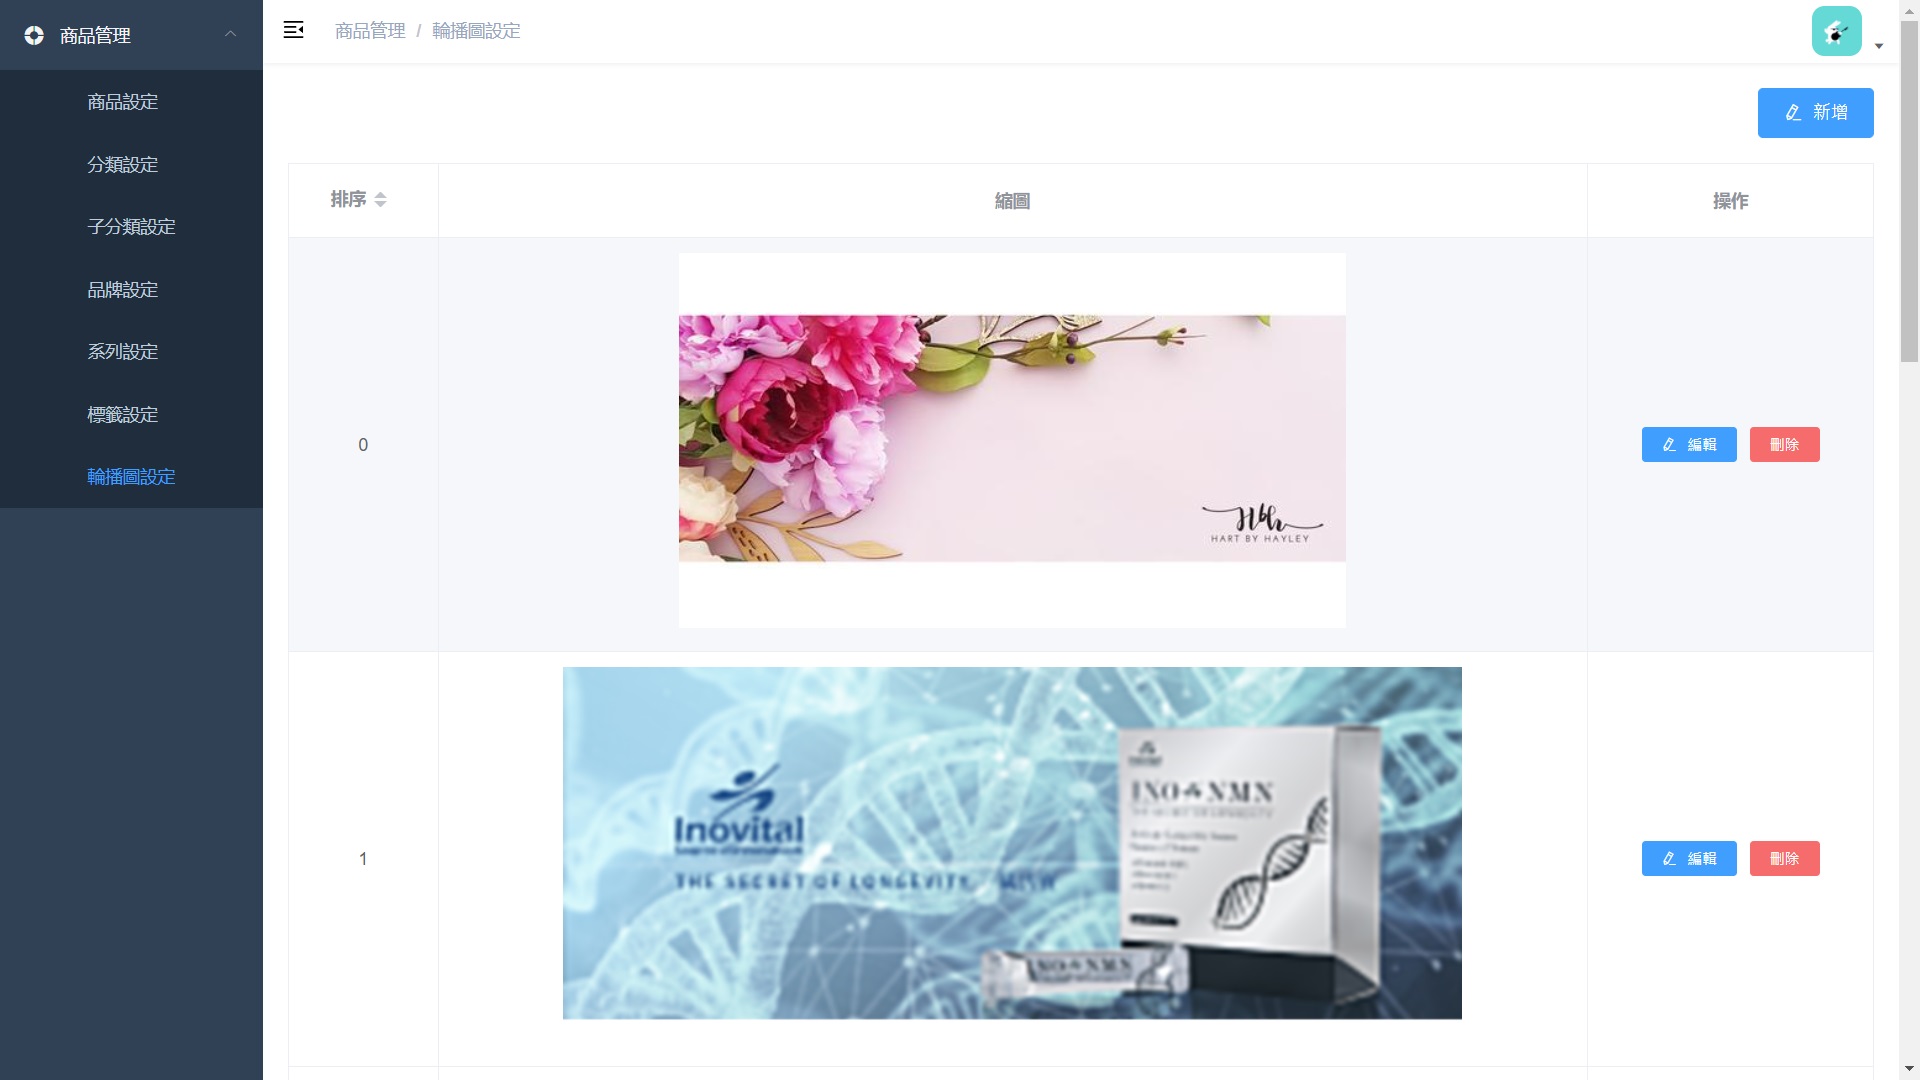 商品管理
商品設定
分類設定
子分類設定
品牌設定
系列設定
標籤設定
輪播圖設定
商品管理 / 輪播圖設定
新增
排序
縮圖
操作
0
Hbh
HART BY HAYLEY
編輯
刪除
1
Inovital
THE SECRET OF LONGEVITY
INO NMN
INO NMN
編輯
刪除